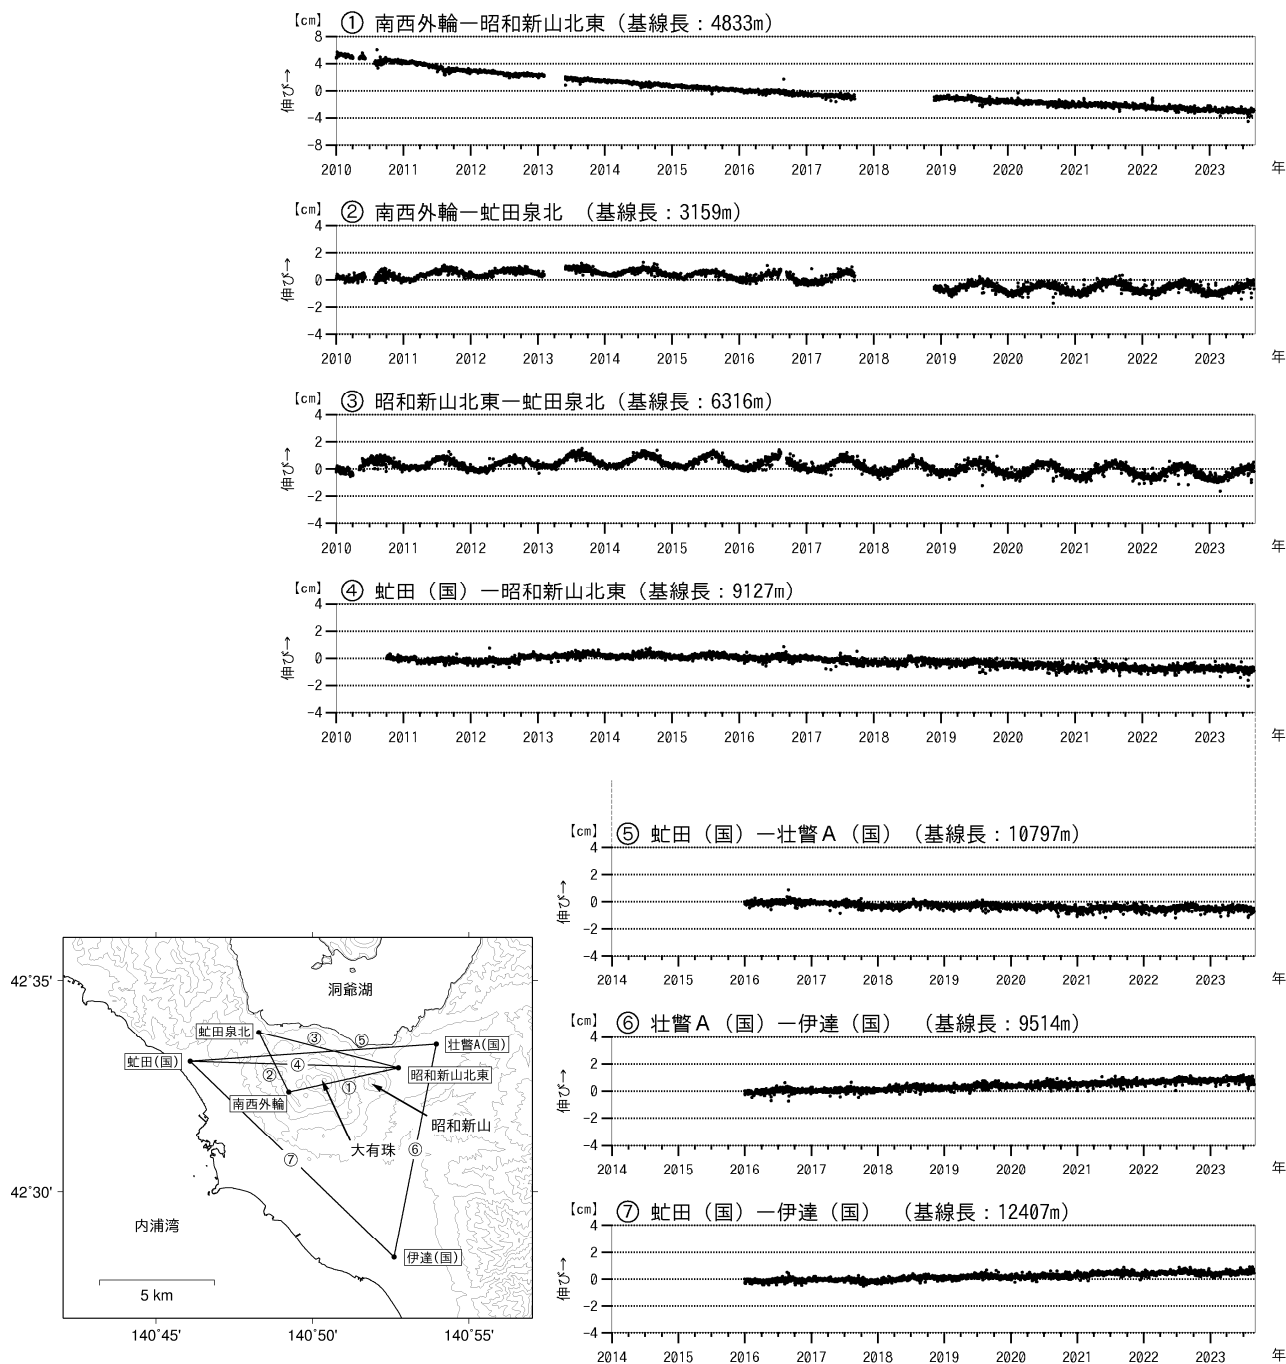 [cm] ① 南西外輪ー昭和新山北東（基線長：4833m）
8
4
0
-4
-8
伸び→
2010 2011 2012 2013 2014 2015 2016 2017 2018 2019 2020 2021 2022 2023 年
[cm] ② 南西外輪ー虻田泉北 （基線長：3159m）
4
2
0
-2
-4
伸び→
2010 2011 2012 2013 2014 2015 2016 2017 2018 2019 2020 2021 2022 2023 年
[cm] ③ 昭和新山北東ー虻田泉北（基線長：6316m）
4
2
0
-2
-4
伸び→
2010 2011 2012 2013 2014 2015 2016 2017 2018 2019 2020 2021 2022 2023 年
[cm] ④ 虻田（国）ー昭和新山北東（基線長：9127m）
4
2
0
-2
-4
伸び→
2010 2011 2012 2013 2014 2015 2016 2017 2018 2019 2020 2021 2022 2023 年
[cm] ⑤ 虻田（国）ー壮瞥A（国）（基線長：10797m）
4
2
0
-2
-4
伸び→
2014 2015 2016 2017 2018 2019 2020 2021 2022 2023 年
[cm] ⑥ 壮瞥A（国）ー伊達（国） （基線長：9514m）
4
2
0
-2
-4
伸び→
2014 2015 2016 2017 2018 2019 2020 2021 2022 2023 年
[cm] ⑦ 虻田（国）ー伊達（国） （基線長：12407m）
4
2
0
-2
-4
伸び→
2014 2015 2016 2017 2018 2019 2020 2021 2022 2023 年
42˚35'
洞爺湖
虻田泉北
③
⑤
壮瞥A(国)
虻田(国)
④
②
①
昭和新山北東
南西外輪
昭和新山
大有珠
⑥
⑦
42˚30'
内浦湾
伊達(国)
5 km
140˚45' 140˚50' 140˚55'